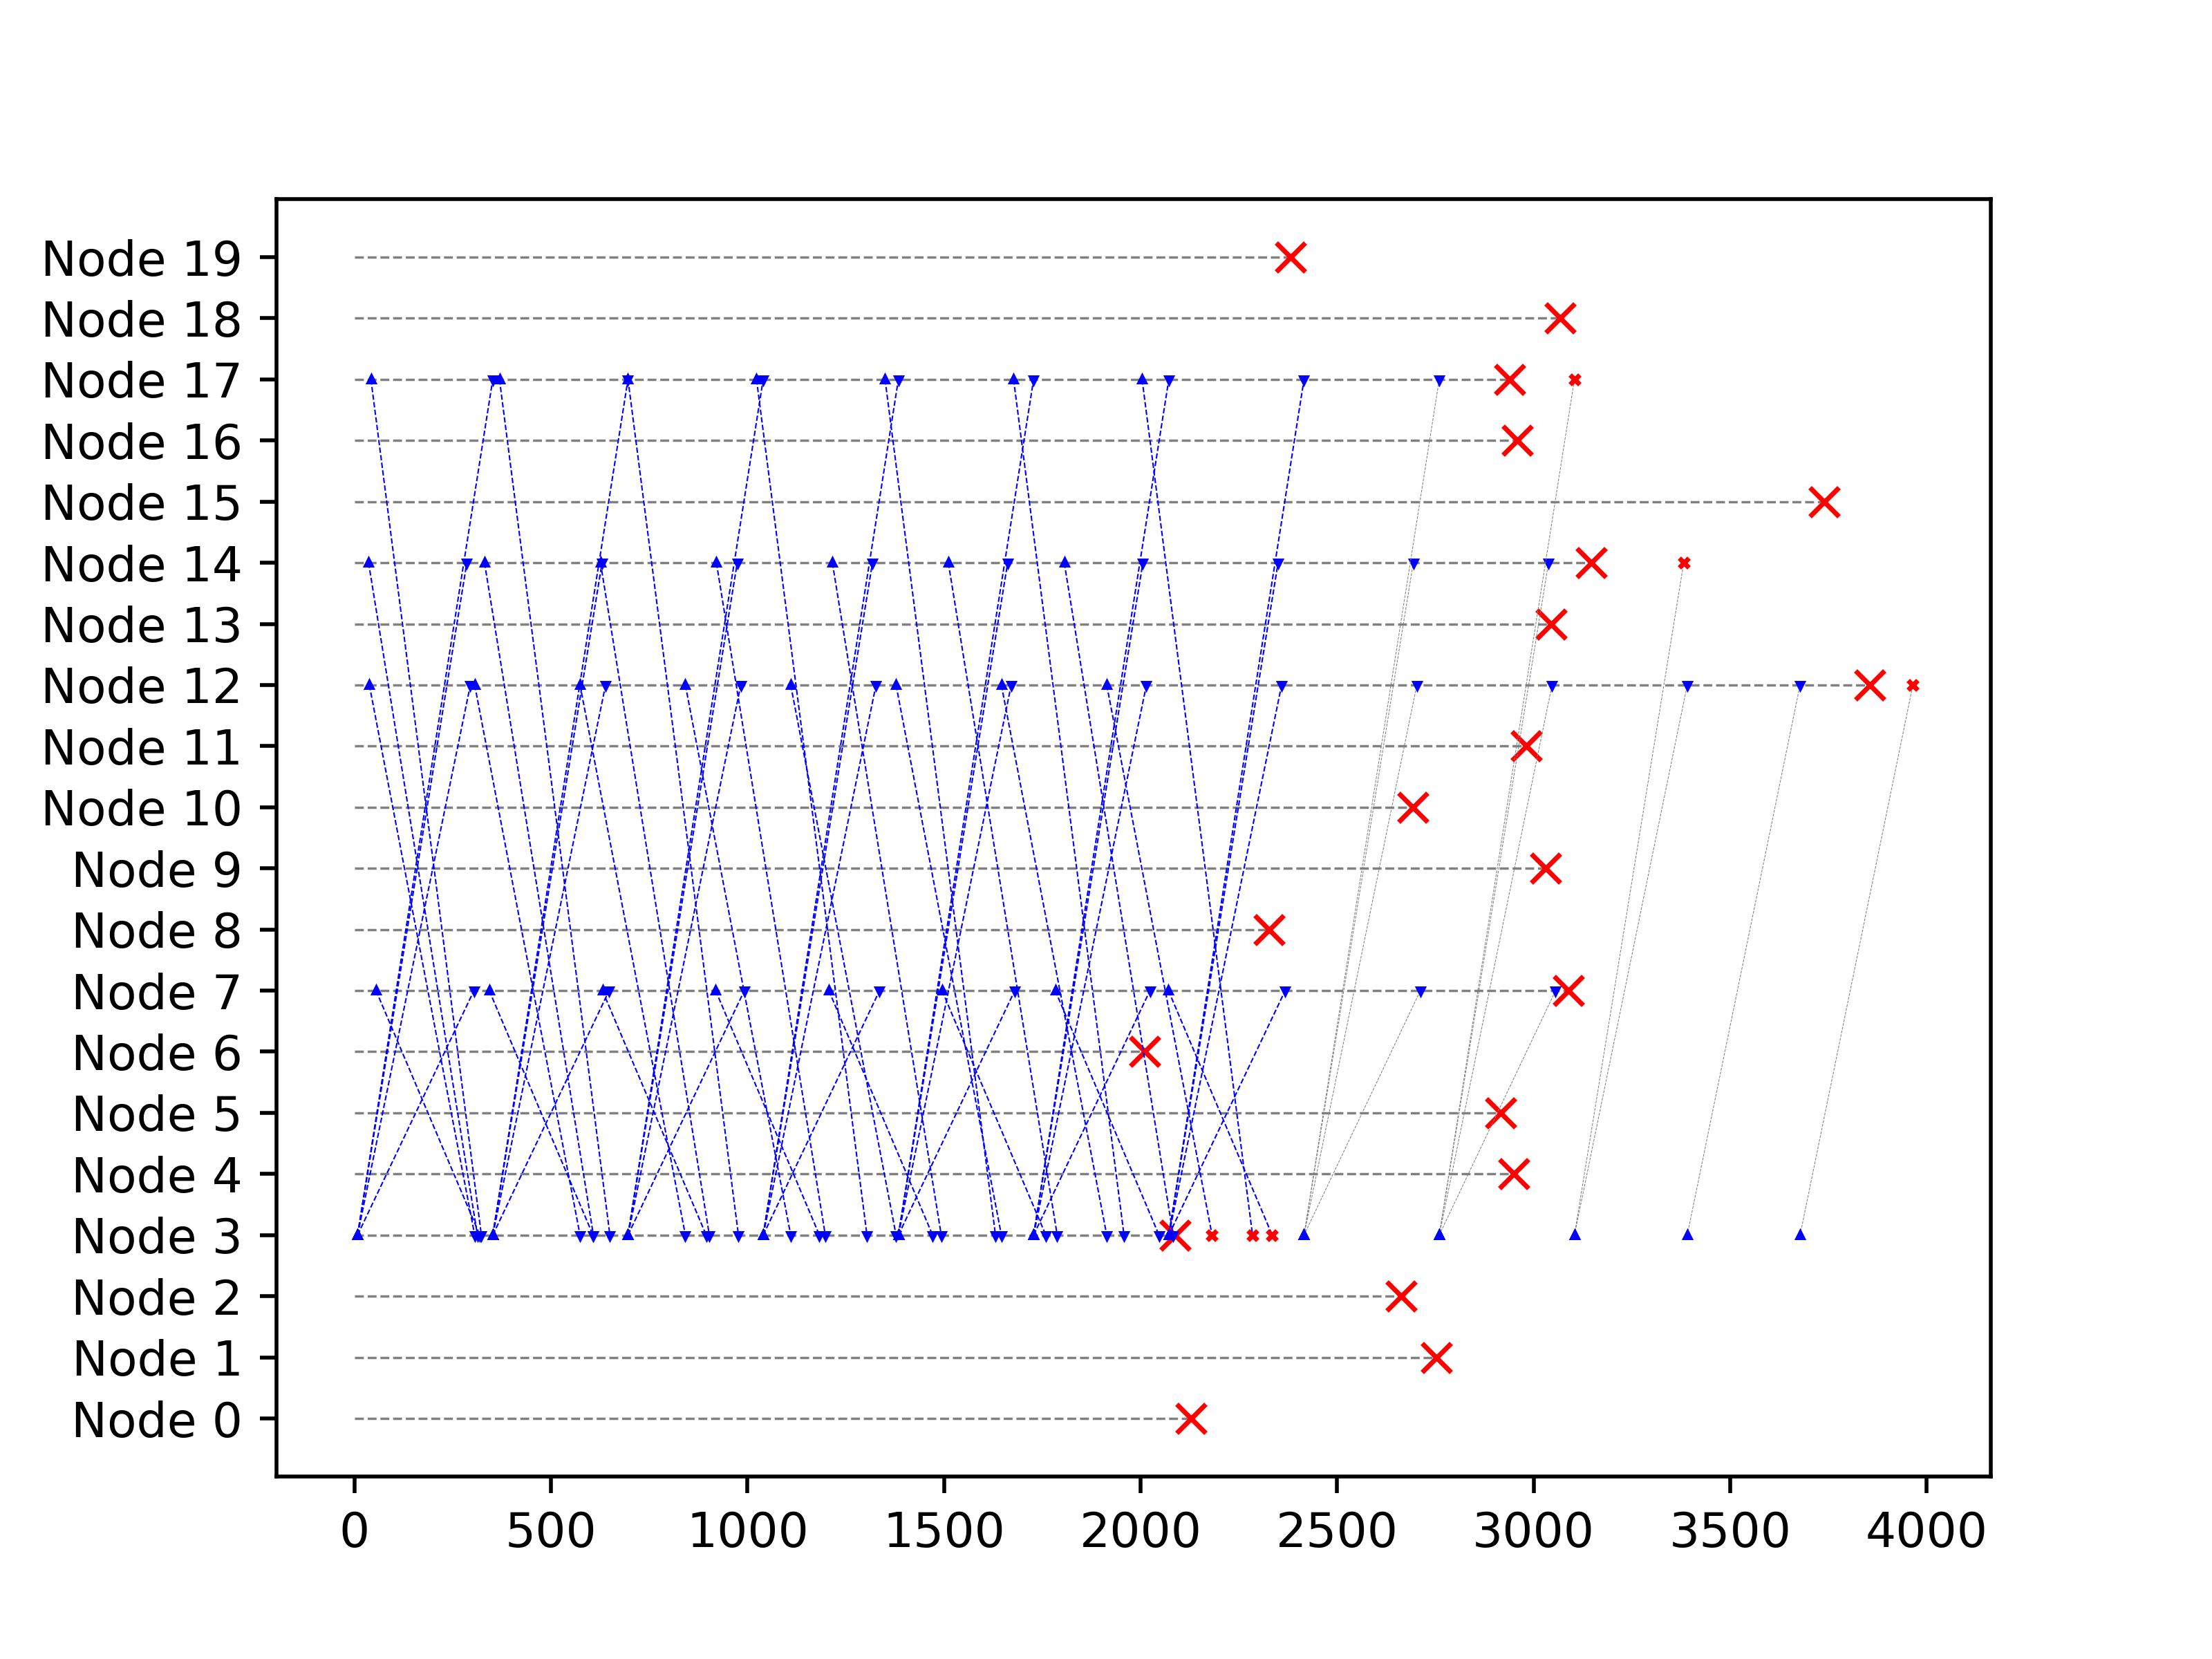 Node 19
Node 18
Node 17
Node 16
Node 15
Node 14
Node 13
Node 12
Node 11
Node 10
Node 9
Node 8
Node 7
Node 6
Node 5
Node 4
Node 3
Node 2
Node 1
Node 0
0 500 1000 1500 2000 2500 3000 3500 4000